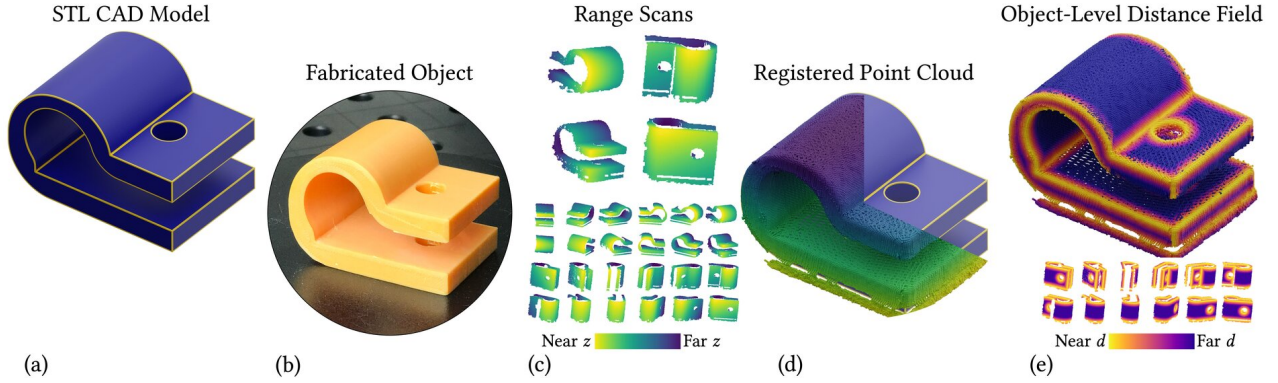 STL CAD Model
Fabricated Object
Range Scans
Registered Point Cloud
Object-Level Distance Field
Near z Far z
Near d Far d
(a)
(b)
(c)
(d)
(e)